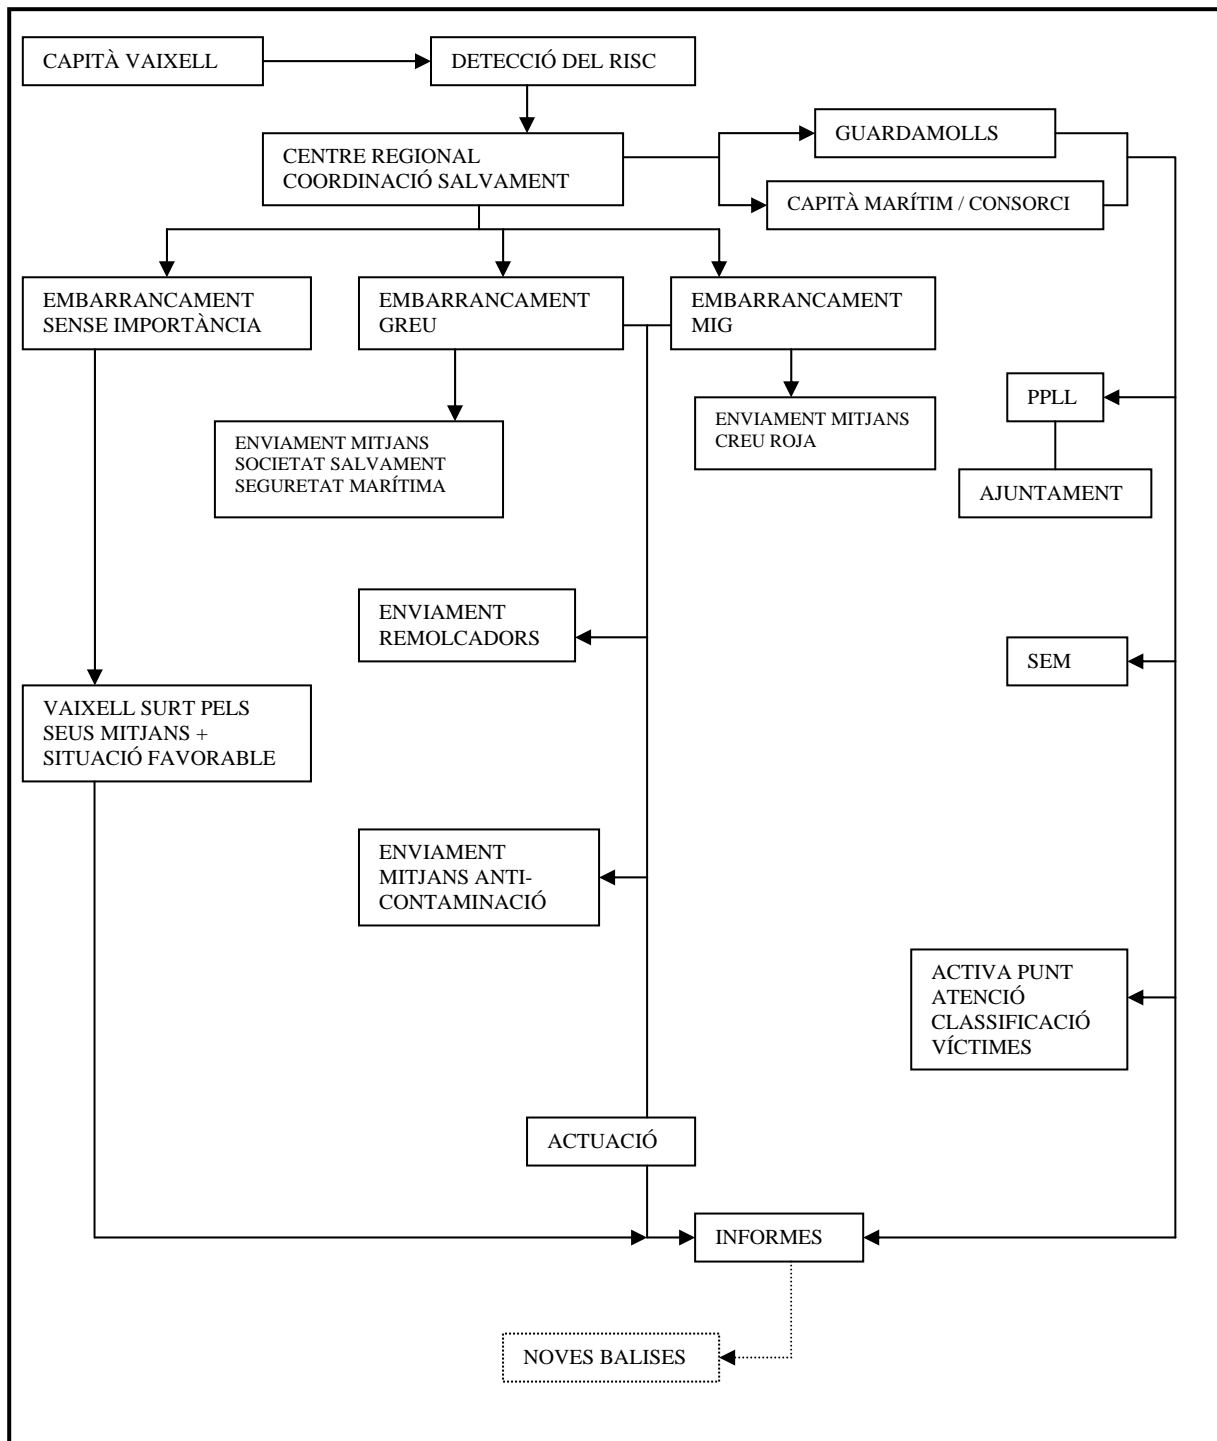 CAPITÀ VAIXELL
DETECCIÓ DEL RISC
GUARDAMOLLS
CENTRE REGIONAL
COORDINACIÓ SALVAMENT
CAPITÀ MARÍTIM / CONSORCI
EMBARRANCAMENT
SENSE IMPORTÀNCIA
EMBARRANCAMENT
GREU
EMBARRANCAMENT
MIG
PPLL
ENVIAMENT MITJANS
CREU ROJA
ENVIAMENT MITJANS
SOCIETAT SALVAMENT
SEGURETAT MARÍTIMA
AJUNTAMENT
ENVIAMENT
REMOLCADORS
SEM
VAIXELL SURT PELS
SEUS MITJANS +
SITUACIÓ FAVORABLE
ENVIAMENT
MITJANS ANTI-
CONTAMINACIÓ
ACTIVA PUNT
ATENCIÓ
CLASSIFICACIÓ
VÍCTIMES
ACTUACIÓ
INFORMES
NOVES BALISES